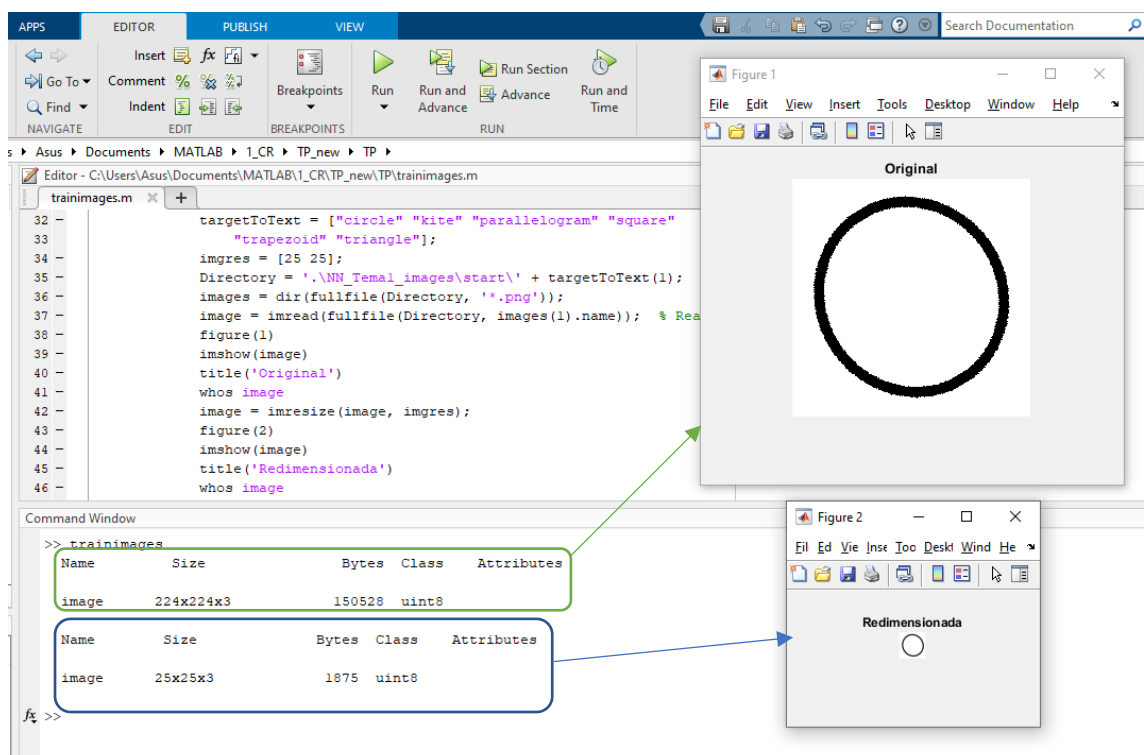 APPS EDITOR PUBLISH VIEW
Search Documentation
Insert fx
Go To Comment %
Find Indent
Breakpoints
Run
Run and Advance
Run Section
Advance
Run and Time
NAVIGATE EDIT BREAKPOINTS RUN
s Asus Documents MATLAB 1_CR TP_new TP
Editor - C:\Users\Asus\Documents\MATLAB\1_CR\TP_new\TP\trainimages.m
trainimages.m +
32 - targetToText = ["circle" "kite" "parallelogram" "square"
33 "trapezoid" "triangle"];
34 - imgres = [25 25];
35 - Directory = '.\NN_Tema1_images\start\' + targetToText(1);
36 - images = dir(fullfile(Directory, '*.png'));
37 - image = imread(fullfile(Directory, images(1).name)); % Rea
38 - figure(1)
39 - imshow(image)
40 - title('Original')
41 - whos image
42 - image = imresize(image, imgres);
43 - figure(2)
44 - imshow(image)
45 - title('Redimensionada')
46 - whos image
Command Window
>> trainimages
Name Size Bytes Class Attributes
image 224x224x3 150528 uint8
Name Size Bytes Class Attributes
image 25x25x3 1875 uint8
fx >>
Figure 1
File Edit View Insert Tools Desktop Window Help
Original
Figure 2
Fil Ed Vie Inse Too Deskt Wind He
Redimensionada